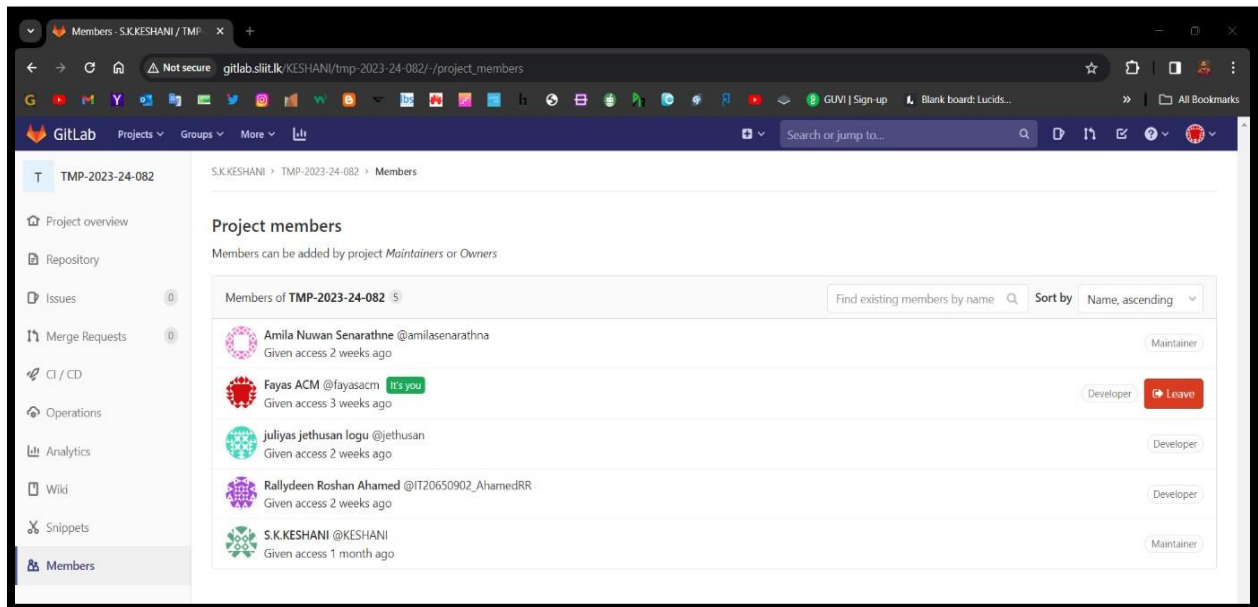 Members · S.K.KESHANI / TMP-
Not secure gitlab.sliit.lk/KESHANI/tmp-2023-24-082/-/project_members
GUVI | Sign-up Blank board: Lucids... » All Bookmarks
GitLab Projects Groups More Search or jump to...
T TMP-2023-24-082
S.K.KESHANI > TMP-2023-24-082 > Members
Project overview
Repository
Issues 0
Merge Requests 0
CI / CD
Operations
Analytics
Wiki
Snippets
Members
Project members
Members can be added by project Maintainers or Owners
Members of TMP-2023-24-082 5 Find existing members by name Sort by Name, ascending
Amila Nuwan Senarathne @amilasenarathna
Given access 2 weeks ago
Maintainer
Fayas ACM @fayasacm It's you
Given access 3 weeks ago
Developer Leave
juliyas jethusan logu @jethusan
Given access 2 weeks ago
Developer
Rallydeen Roshan Ahamed @IT20650902_AhamedRR
Given access 2 weeks ago
Developer
S.K.KESHANI @KESHANI
Given access 1 month ago
Maintainer